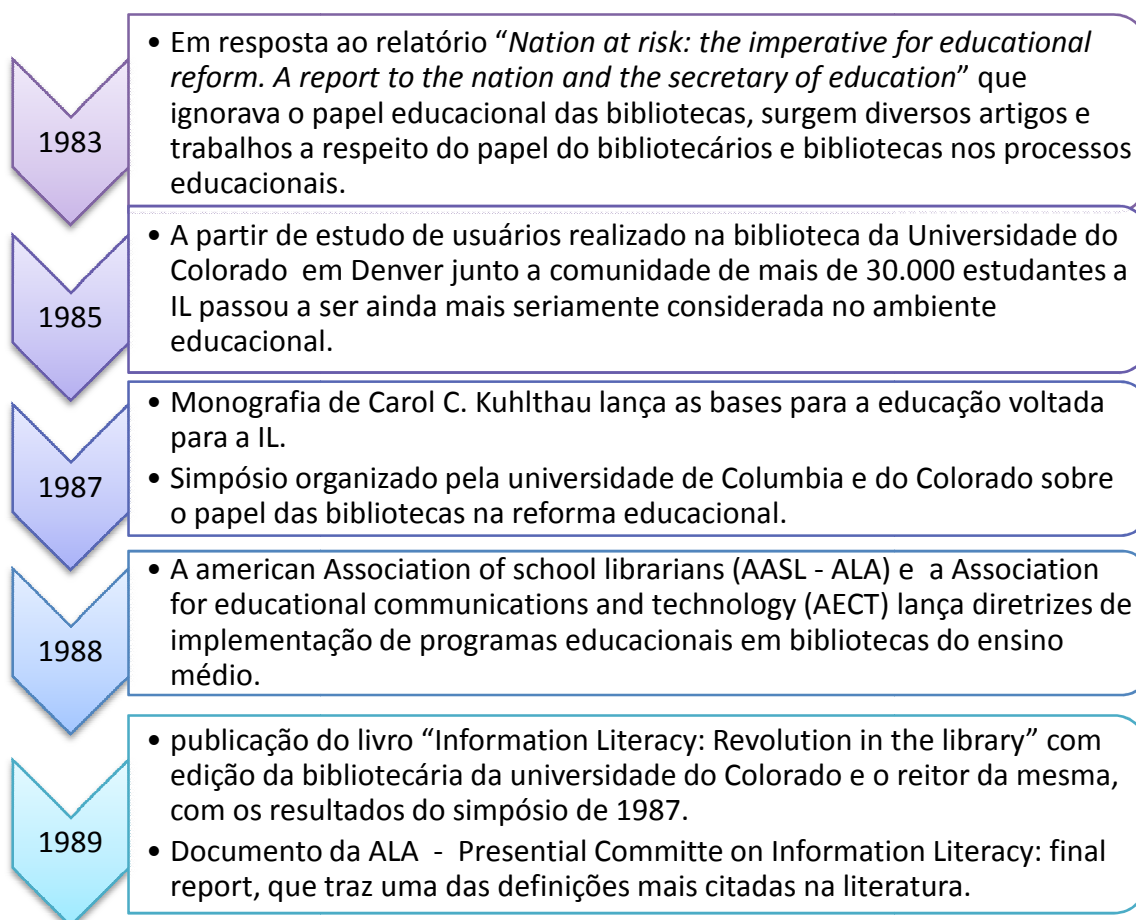 1983
• Em resposta ao relatório “Nation at risk: the imperative for educational
reform. A report to the nation and the secretary of education” que
ignorava o papel educacional das bibliotecas, surgem diversos artigos e
trabalhos a respeito do papel do bibliotecários e bibliotecas nos processos
educacionais.
1985
• A partir de estudo de usuários realizado na biblioteca da Universidade do
Colorado em Denver junto a comunidade de mais de 30.000 estudantes a
IL passou a ser ainda mais seriamente considerada no ambiente
educacional.
1987
• Monografia de Carol C. Kuhlthau lança as bases para a educação voltada
para a IL.
• Simpósio organizado pela universidade de Columbia e do Colorado sobre
o papel das bibliotecas na reforma educacional.
1988
• A american Association of school librarians (AASL - ALA) e a Association
for educational communications and technology (AECT) lança diretrizes de
implementação de programas educacionais em bibliotecas do ensino
médio.
1989
• publicação do livro “Information Literacy: Revolution in the library” com
edição da bibliotecária da universidade do Colorado e o reitor da mesma,
com os resultados do simpósio de 1987.
• Documento da ALA - Presential Committe on Information Literacy: final
report, que traz uma das definições mais citadas na literatura.